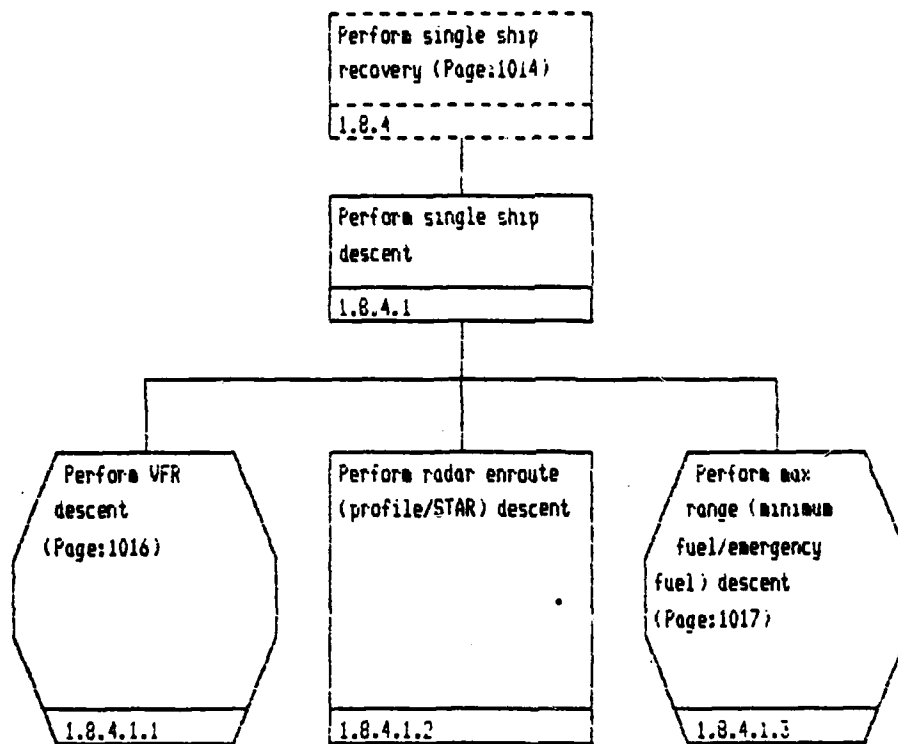 Perform single ship
recovery (Page:1014)
1.8.4
Perform single ship
descent
1.8.4.1
Perform VFR
descent
(Page:1016)
1.8.4.1.1
Perform radar enroute
(profile/STAR) descent
1.8.4.1.2
Perform max
range (minimum
fuel/emergency
fuel) descent
(Page:1017)
1.8.4.1.3